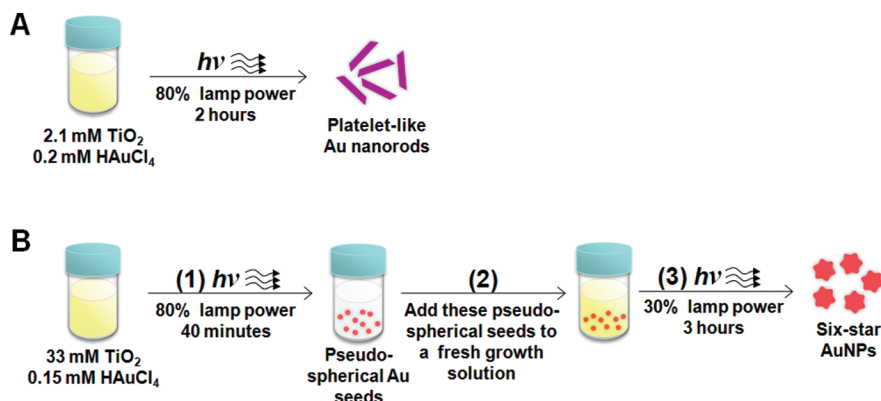 A
hν
80% lamp power
2 hours
2.1 mM TiO₂
0.2 mM HAuCl₄
Platelet-like
Au nanorods
B
(1) hν
80% lamp power
40 minutes
33 mM TiO₂
0.15 mM HAuCl₄
Pseudo-
spherical Au
seeds
(2)
Add these pseudo-
spherical seeds to
a fresh growth
solution
(3) hν
30% lamp power
3 hours
Six-star
AuNPs